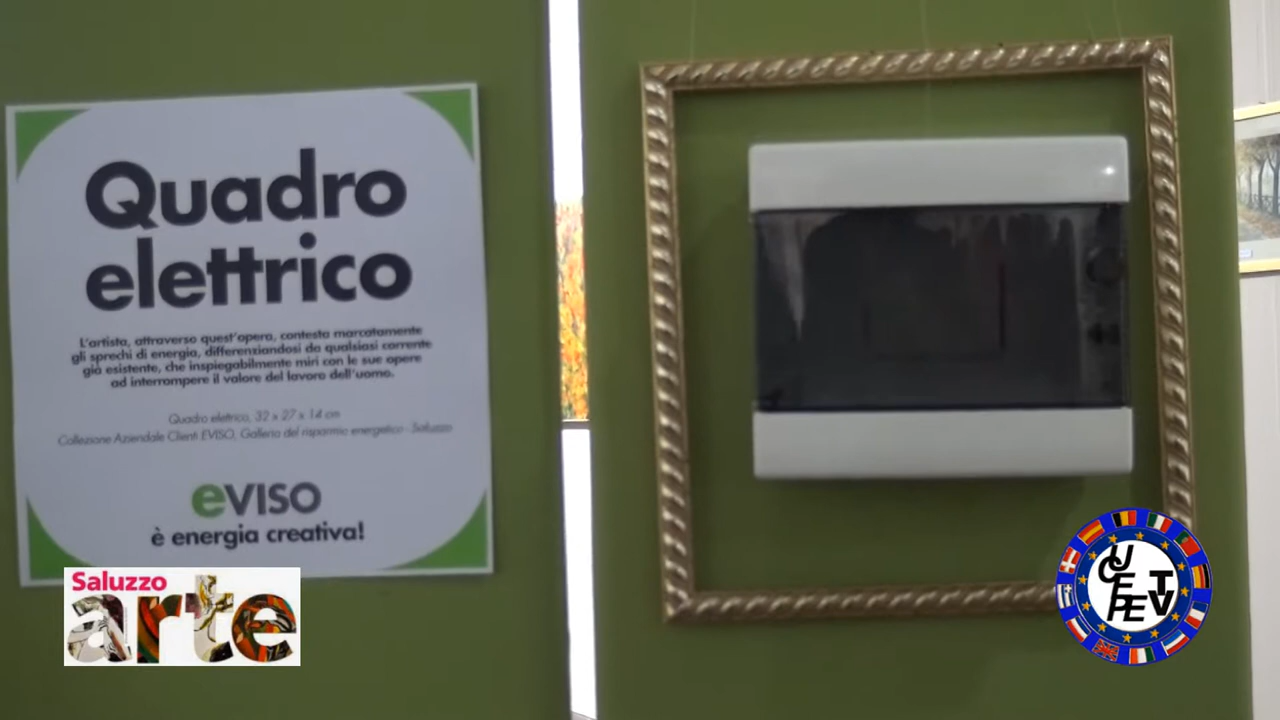 Quadro
elettrico
L'artista, attraverso quest'opera, contesta marcatamente
gli sprechi di energia, differenziandosi da qualsiasi corrente
già esistente, che inspiegabilmente miri con le sue opere
ad interrompere il valore del lavoro dell'uomo.
Quadro elettrico, 32 x 27 x 14 cm
Collezione Aziendale Clienti EVISO, Galleria del risparmio energetico - Saluzzo
eVISO
è energia creativa!
Saluzzo
arte
TV